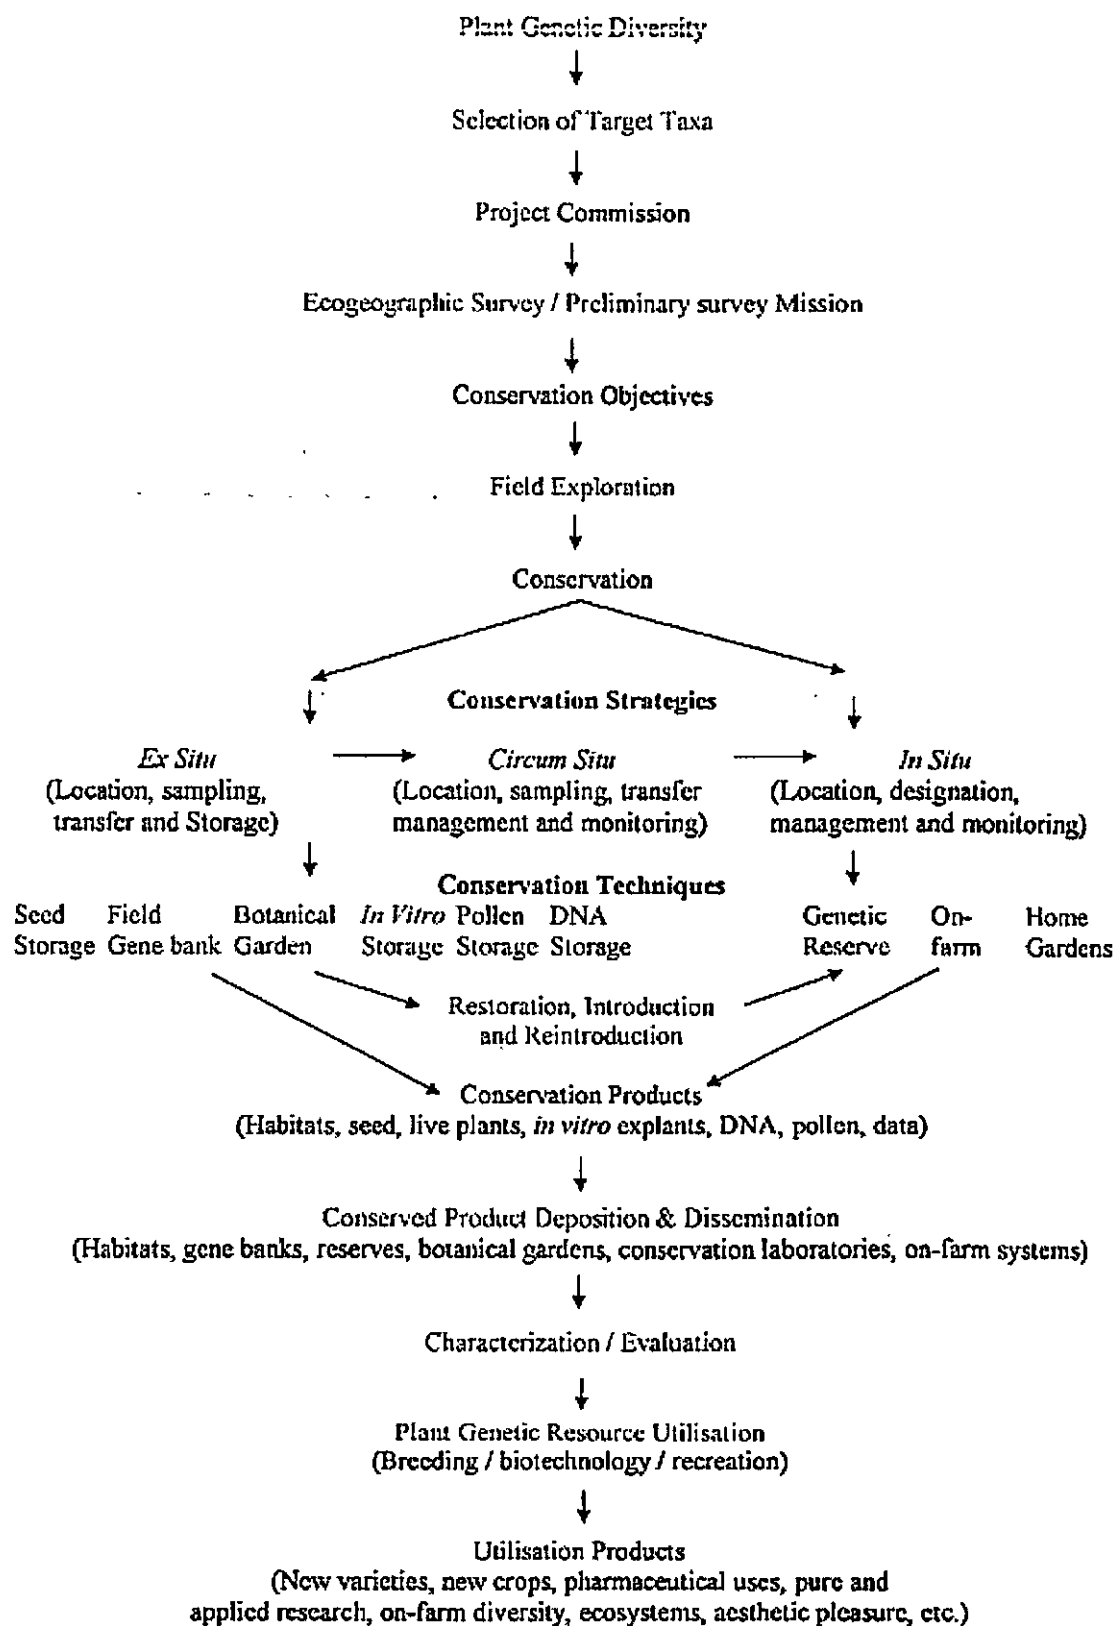 Plant Genetic Diversity
Selection of Target Taxa
Project Commission
Ecogeographic Survey / Preliminary survey Mission
Conservation Objectives
Field Exploration
Conservation
Conservation Strategies
Ex Situ Circum Situ In Situ
(Location, sampling, (Location, sampling, transfer (Location, designation,
transfer and Storage) management and monitoring) management and monitoring)
Conservation Techniques
Seed Field Botanical In Vitro Pollen DNA Genetic On- Home
Storage Gene bank Garden Storage Storage Storage Reserve farm Gardens
Restoration, Introduction
and Reintroduction
Conservation Products
(Habitats, seed, live plants, in vitro explants, DNA, pollen, data)
Conserved Product Deposition & Dissemination
(Habitats, gene banks, reserves, botanical gardens, conservation laboratories, on-farm systems)
Characterization / Evaluation
Plant Genetic Resource Utilisation
(Breeding / biotechnology / recreation)
Utilisation Products
(New varieties, new crops, pharmaceutical uses, pure and
applied research, on-farm diversity, ecosystems, aesthetic pleasure, etc.)